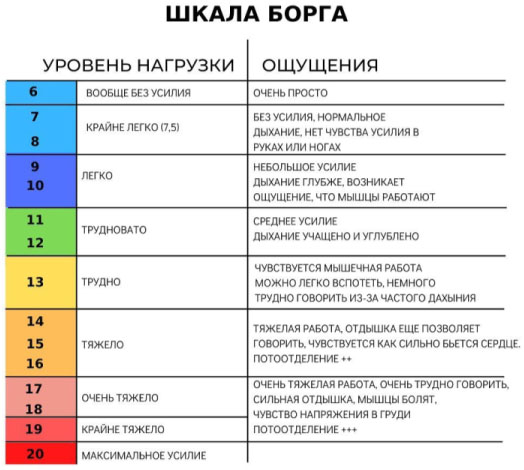 ШКАЛА БОРГА
УРОВЕНЬ НАГРУЗКИ ОЩУЩЕНИЯ
6 ВООБЩЕ БЕЗ УСИЛИЯ ОЧЕНЬ ПРОСТО
7
8
КРАЙНЕ ЛЕГКО (7,5)
БЕЗ УСИЛИЯ, НОРМАЛЬНОЕ
ДЫХАНИЕ, НЕТ ЧУВСТВА УСИЛИЯ В
РУКАХ ИЛИ НОГАХ
9
10
ЛЕГКО
НЕБОЛЬШОЕ УСИЛИЕ
ДЫХАНИЕ ГЛУБЖЕ, ВОЗНИКАЕТ
ОЩУЩЕНИЕ, ЧТО МЫШЦЫ РАБОТАЮТ
11
12
ТРУДНОВАТО
СРЕДНЕЕ УСИЛИЕ
ДЫХАНИЕ УЧАЩЕНО И УГЛУБЛЕНО
13
ТРУДНО
ЧУВСТВУЕТСЯ МЫШЕЧНАЯ РАБОТА
МОЖНО ЛЕГКО ВСПОТЕТЬ, НЕМНОГО
ТРУДНО ГОВОРИТЬ ИЗ-ЗА ЧАСТОГО ДАХЫНИЯ
14
15
16
ТЯЖЕЛО
ТЯЖЕЛАЯ РАБОТА, ОТДЫШКА ЕЩЕ ПОЗВОЛЯЕТ
ГОВОРИТЬ, ЧУВСТВУЕТСЯ КАК СИЛЬНО БЬЕТСЯ СЕРДЦЕ.
ПОТООТДЕЛЕНИЕ ++
17
18
ОЧЕНЬ ТЯЖЕЛО
19 КРАЙНЕ ТЯЖЕЛО
ОЧЕНЬ ТЯЖЕЛАЯ РАБОТА, ОЧЕНЬ ТРУДНО ГОВОРИТЬ,
СИЛЬНАЯ ОТДЫШКА, МЫШЦЫ БОЛЯТ,
ЧУВСТВО НАПРЯЖЕНИЯ В ГРУДИ
ПОТООТДЕЛЕНИЕ +++
20 МАКСИМАЛЬНОЕ УСИЛИЕ